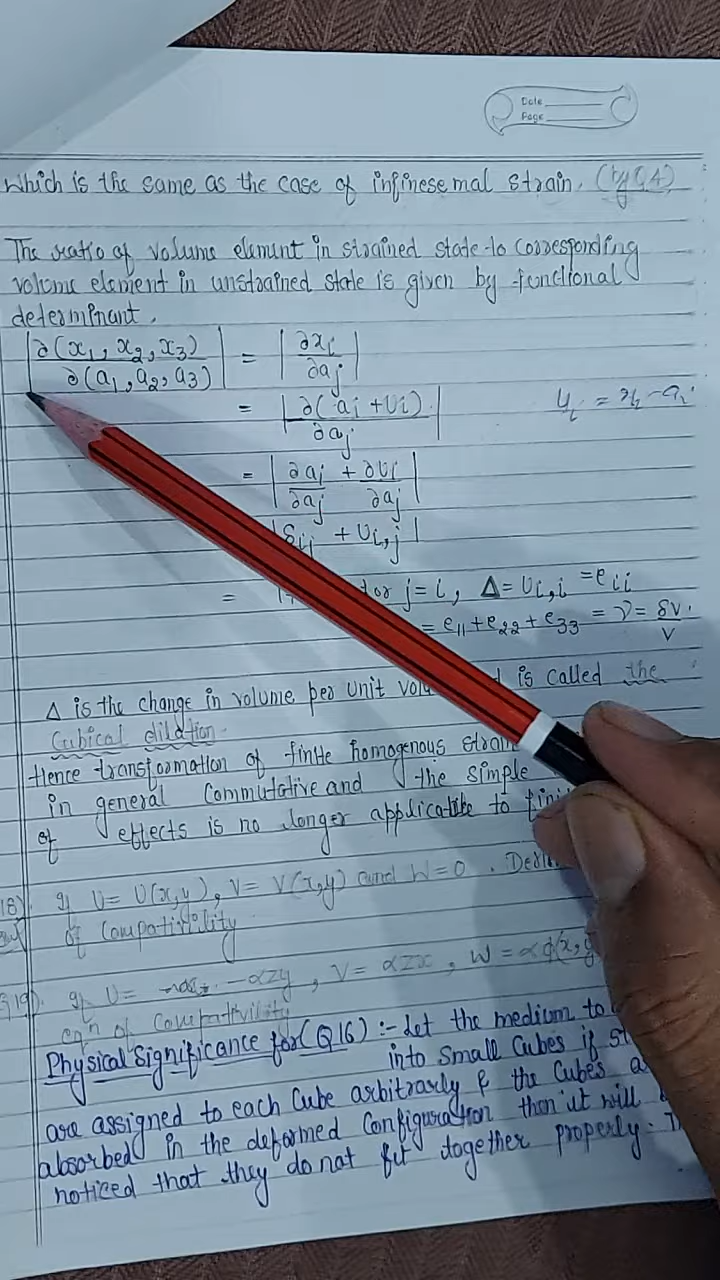 Date
Page
Which is the same as the case of infinesemal strain. (by Q4)
The ratio of volume element in strained state to corresponding
volume element in unstrained state is given by functional
determinant.
|∂(x₁, x₂, x₃) / ∂(a₁, a₂, a₃)| = |∂xᵢ / ∂aⱼ|
= |∂(aᵢ + Uᵢ) / ∂aⱼ| uᵢ = xᵢ - aᵢ
= |∂aᵢ / ∂aⱼ + ∂Uᵢ / ∂aⱼ|
δᵢⱼ + Uᵢ,ⱼ|
= for j = i, Δ = Uᵢ,ᵢ = eᵢᵢ
= e₁₁ + e₂₂ + e₃₃ = ν = δV / V
Δ is the change in volume per unit is called the
Cubical dilation.
Hence transformation of finite homogenous
in general Commutative and the simple
of effects is no longer applicable to
18) If U = U(x,y), V = V(x,y) and W = 0.
of Compatibility
Q19) If U = -αzy, V = αzx, W = αφ(x,
eqⁿ of Compatibility
Physical Significance for (Q16) :- Let the medium to
into small Cubes if
are assigned to each Cube arbitrarly & the Cubes
absorbed in the deformed Configuration then it will
noticed that they do not fit together properly.